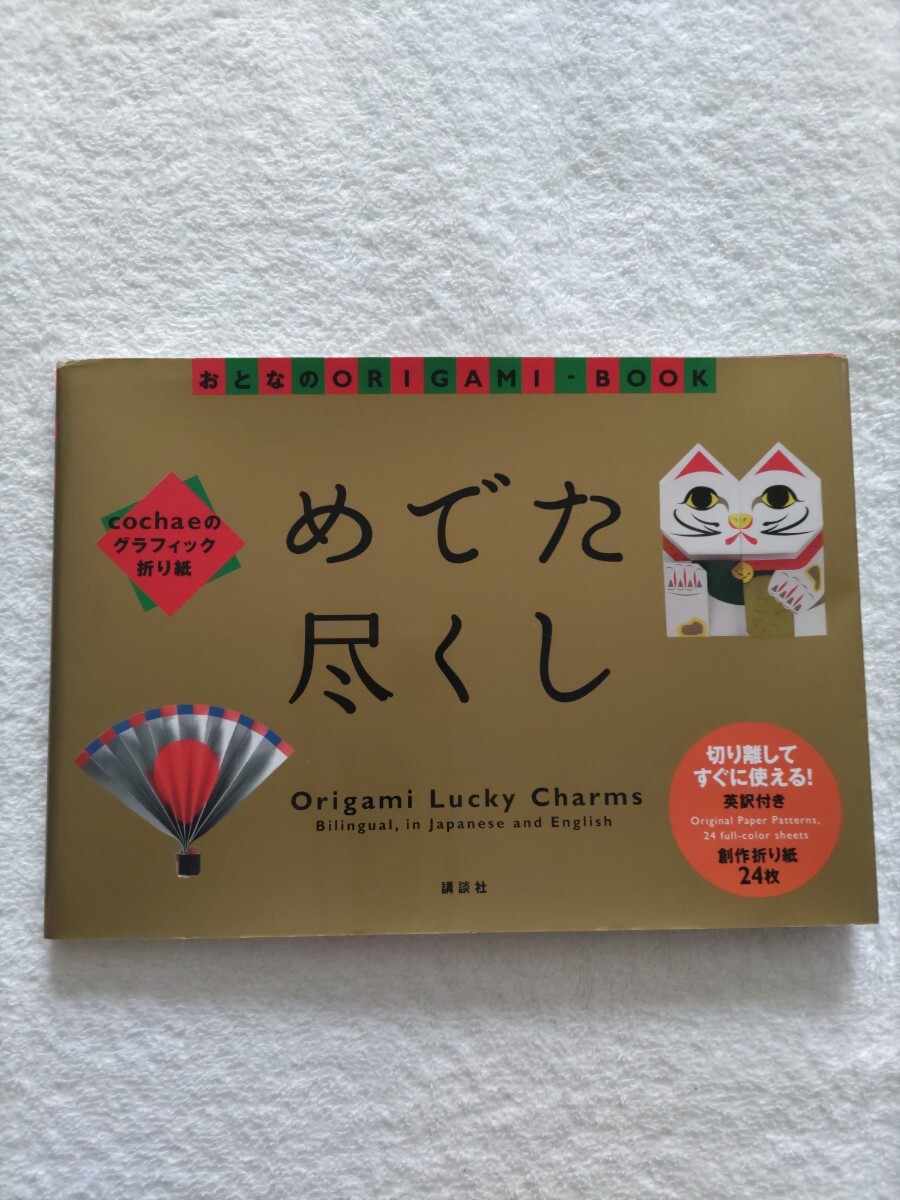 おとなのORIGAMI-BOOK
cochaeの
グラフィック
折り紙
めでた
尽くし
Origami Lucky Charms
Bilingual, in Japanese and English
講談社
切り離して
すぐに使える!
英訳付き
Original Paper Patterns,
24 full-color sheets
創作折り紙
24枚